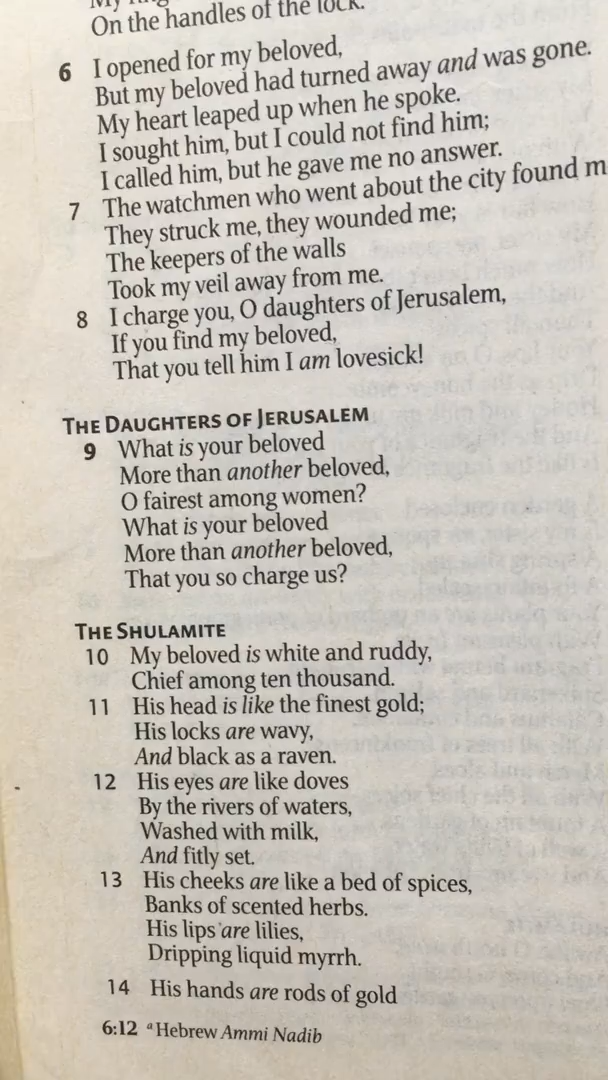 On the handles of the lock.
6 I opened for my beloved,
But my beloved had turned away and was gone.
My heart leaped up when he spoke.
I sought him, but I could not find him;
I called him, but he gave me no answer.
7 The watchmen who went about the city found m
They struck me, they wounded me;
The keepers of the walls
Took my veil away from me.
8 I charge you, O daughters of Jerusalem,
If you find my beloved,
That you tell him I am lovesick!
THE DAUGHTERS OF JERUSALEM
9 What is your beloved
More than another beloved,
O fairest among women?
What is your beloved
More than another beloved,
That you so charge us?
THE SHULAMITE
10 My beloved is white and ruddy,
Chief among ten thousand.
11 His head is like the finest gold;
His locks are wavy,
And black as a raven.
12 His eyes are like doves
By the rivers of waters,
Washed with milk,
And fitly set.
13 His cheeks are like a bed of spices,
Banks of scented herbs.
His lips are lilies,
Dripping liquid myrrh.
14 His hands are rods of gold
6:12 a Hebrew Ammi Nadib